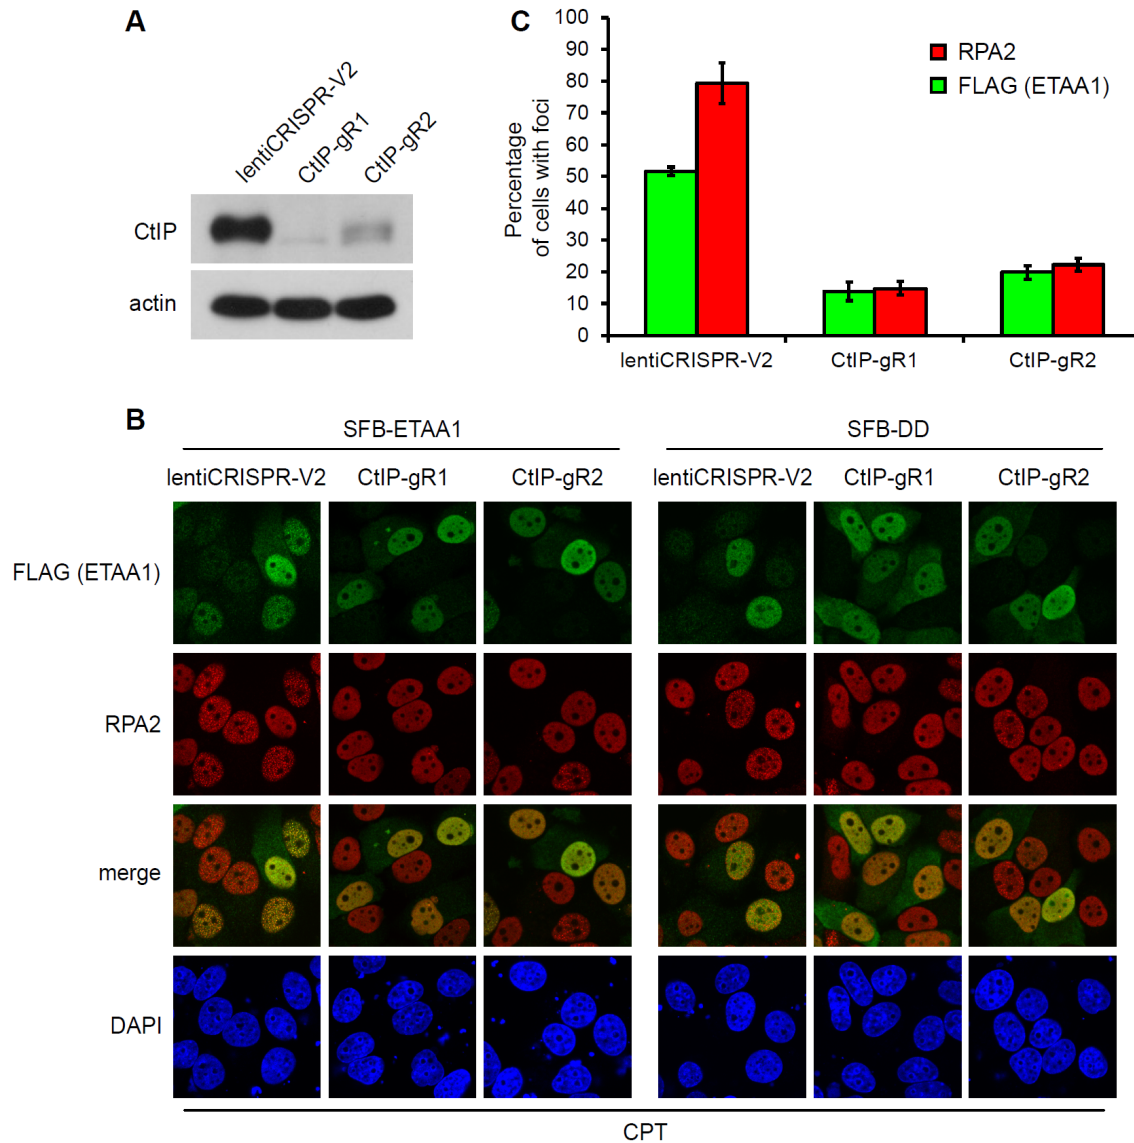 A
lentiCRISPR-V2
CtIP-gR1
CtIP-gR2
CtIP
actin
C
Percentage
of cells with foci
100
90
80
70
60
50
40
30
20
10
0
RPA2
FLAG (ETAA1)
lentiCRISPR-V2
CtIP-gR1
CtIP-gR2
B
SFB-ETAA1
SFB-DD
lentiCRISPR-V2
CtIP-gR1
CtIP-gR2
lentiCRISPR-V2
CtIP-gR1
CtIP-gR2
FLAG (ETAA1)
RPA2
merge
DAPI
CPT